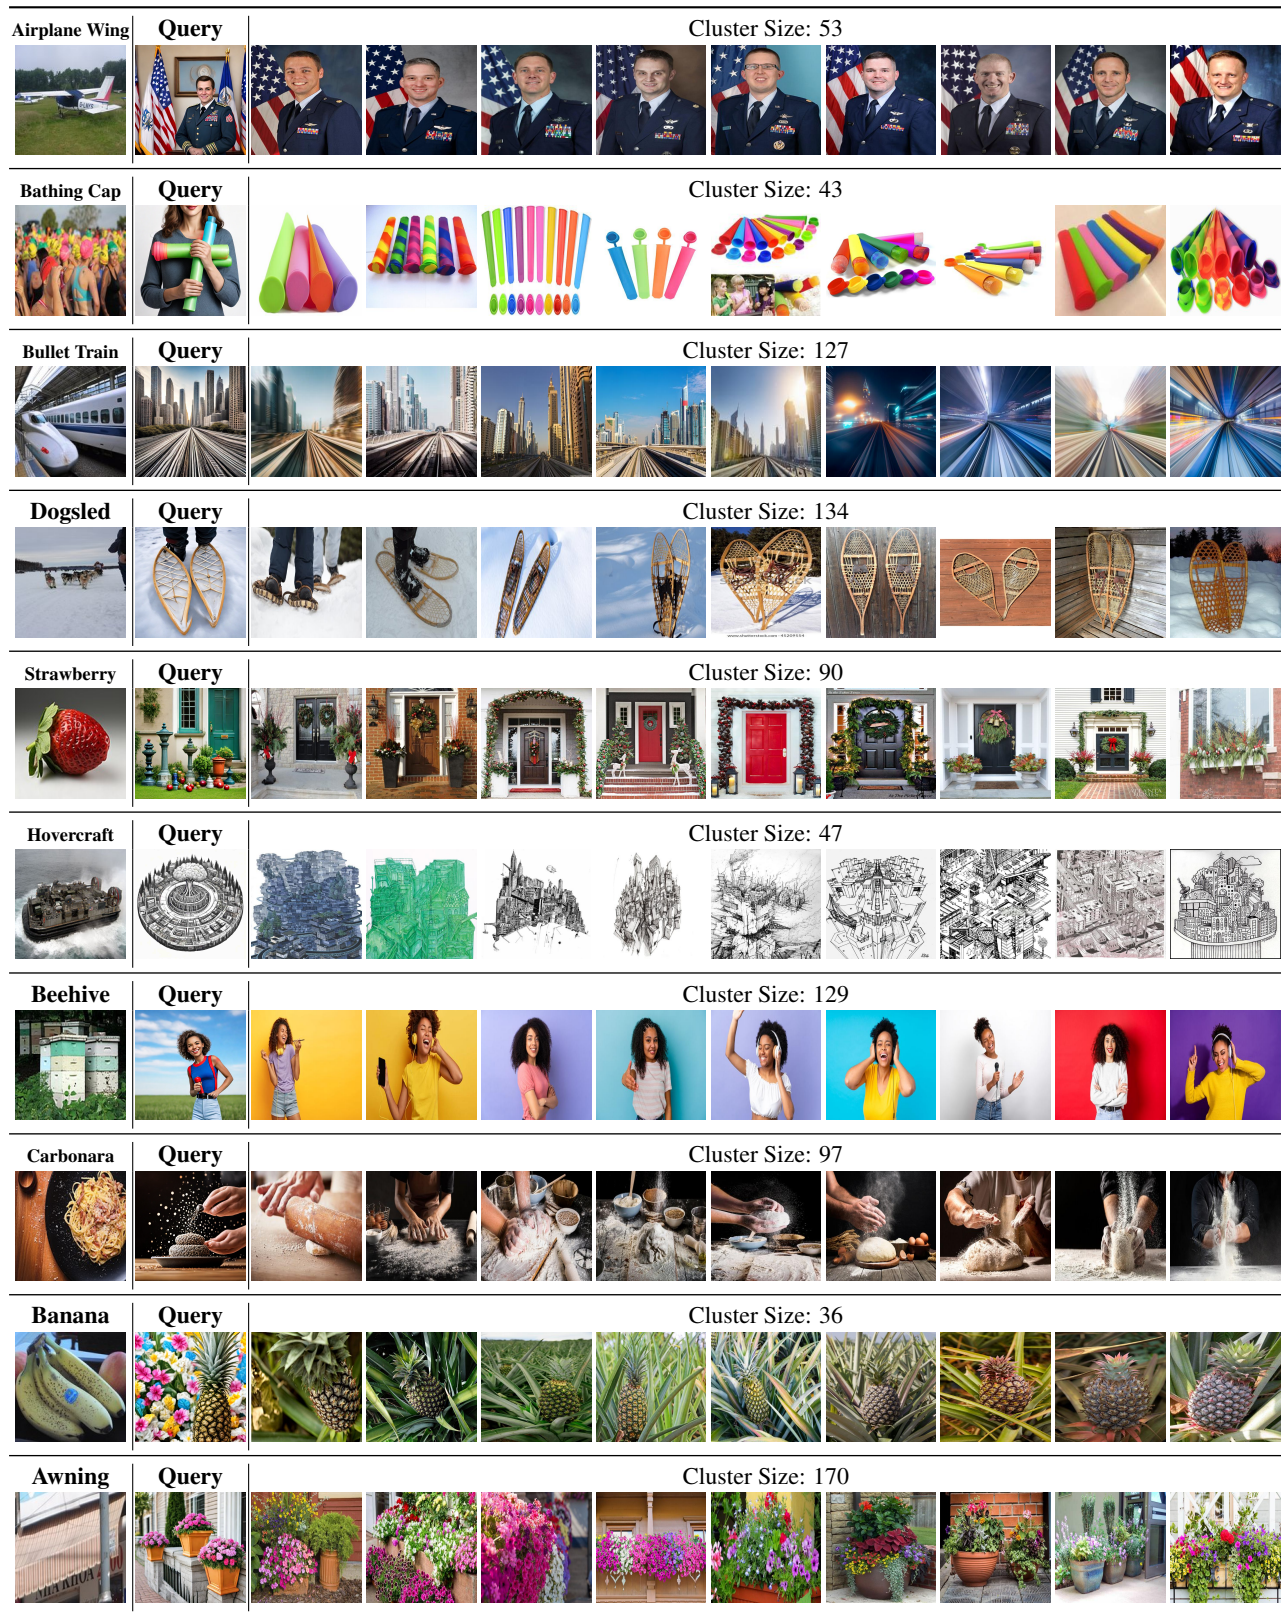 Airplane Wing Query Cluster Size: 53
Bathing Cap Query Cluster Size: 43
Bullet Train Query Cluster Size: 127
Dogsled Query Cluster Size: 134
Strawberry Query Cluster Size: 90
Hovercraft Query Cluster Size: 47
Beehive Query Cluster Size: 129
Carbonara Query Cluster Size: 97
Banana Query Cluster Size: 36
Awning Query Cluster Size: 170